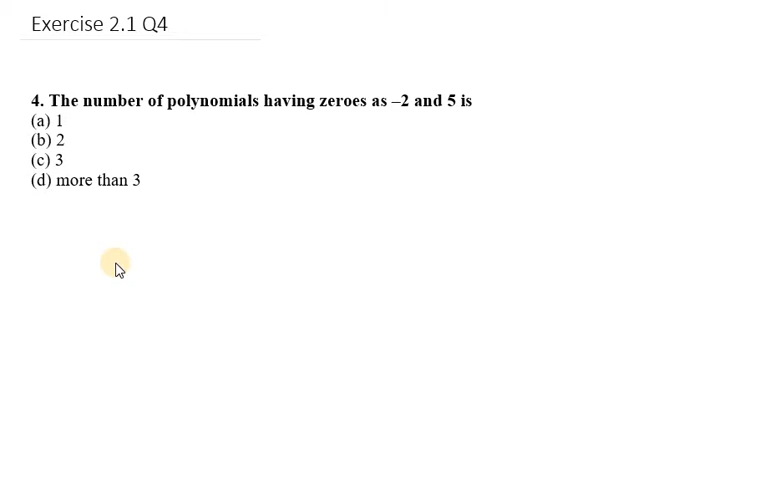 Exercise 2.1 Q4
4. The number of polynomials having zeroes as –2 and 5 is
(a) 1
(b) 2
(c) 3
(d) more than 3